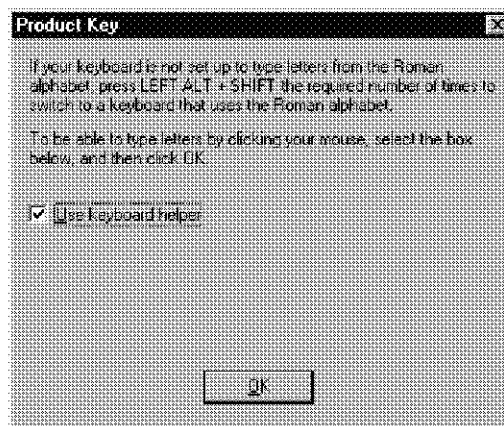 Product Key
If your keyboard is not set up to type letters from the Roman
alphabet, press LEFT ALT + SHIFT the required number of times to
switch to a keyboard that uses the Roman alphabet.
To be able to type letters by clicking your mouse, select the box
below, and then click OK.
Use keyboard helper
OK